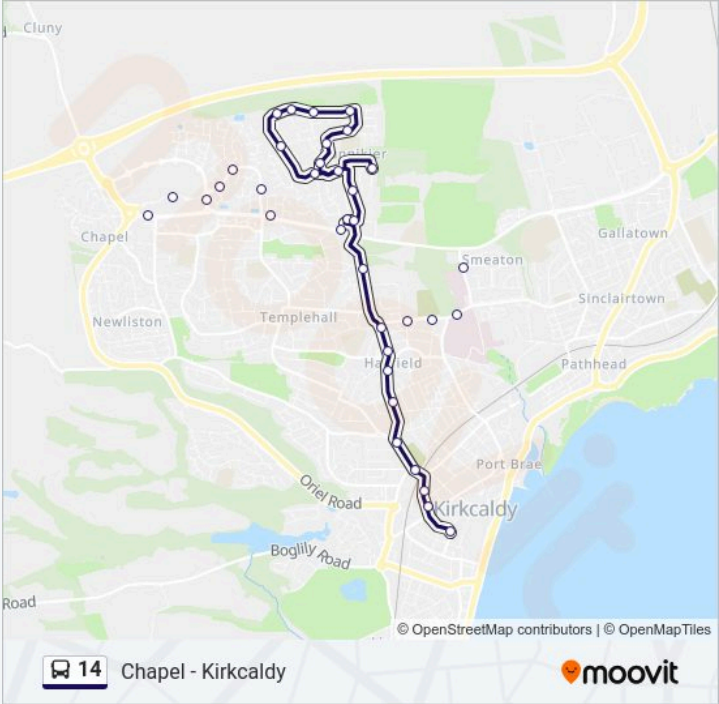 Cluny
Chapel
Gallatown
Smeaton
Sinclairtown
Newliston
Templehall
Pathhead
Port Brae
Oriel Road
Kirkcaldy
Boglily Road
Road
© OpenStreetMap contributors | © OpenMapTiles
14 Chapel - Kirkcaldy
moovit